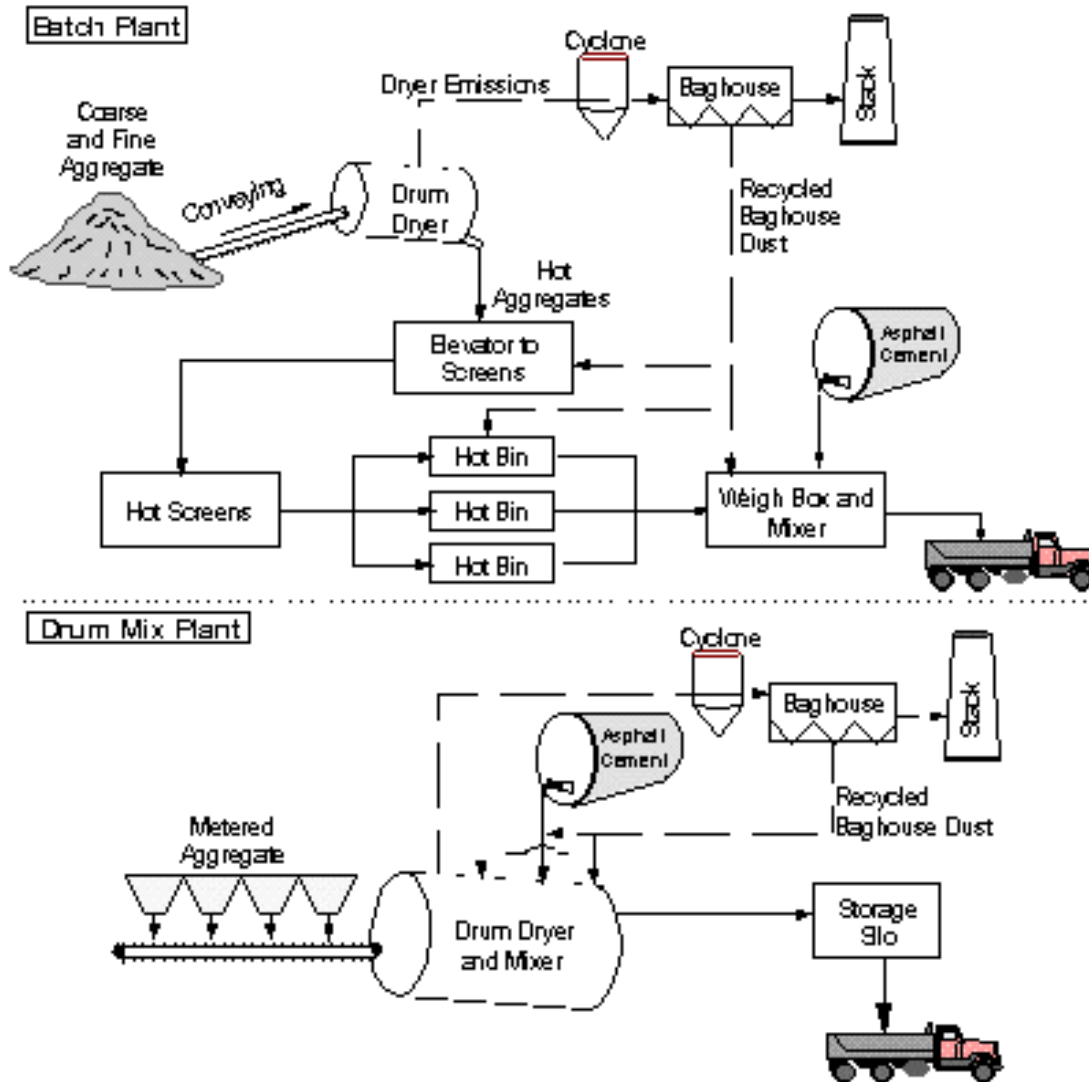 Batch Plant
Cyclone
Dryer Emissions
Baghouse
Stack
Coarse
and Fine
Aggregate
Conveying
Drum
Dryer
Recycled
Baghouse
Dust
Hot
Aggregates
Elevator to
Screens
Asphalt
Cement
Hot Bin
Hot Screens
Hot Bin
Weigh Box and
Mixer
Hot Bin
Drum Mix Plant
Cyclone
Baghouse
Stack
Asphalt
Cement
Recycled
Baghouse Dust
Metered
Aggregate
Drum Dryer
and Mixer
Storage
Silo